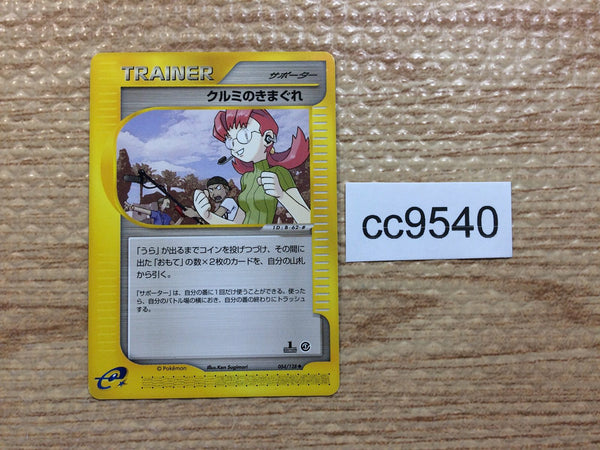 TRAINER サポーター
クルミのきまぐれ
ID:B-62-#
「うら」が出るまでコインを投げつづけ、その間に
出た「おもて」の数×2枚のカードを、自分の山札
から引く。
「サポーター」は、自分の番に1回だけ使うことができる。使った
ら、自分のバトル場の横におき、自分の番の終わりにトラッシュ
する。
1
© Pokémon Illus. Ken Sugimori 084/128
e
cc9540